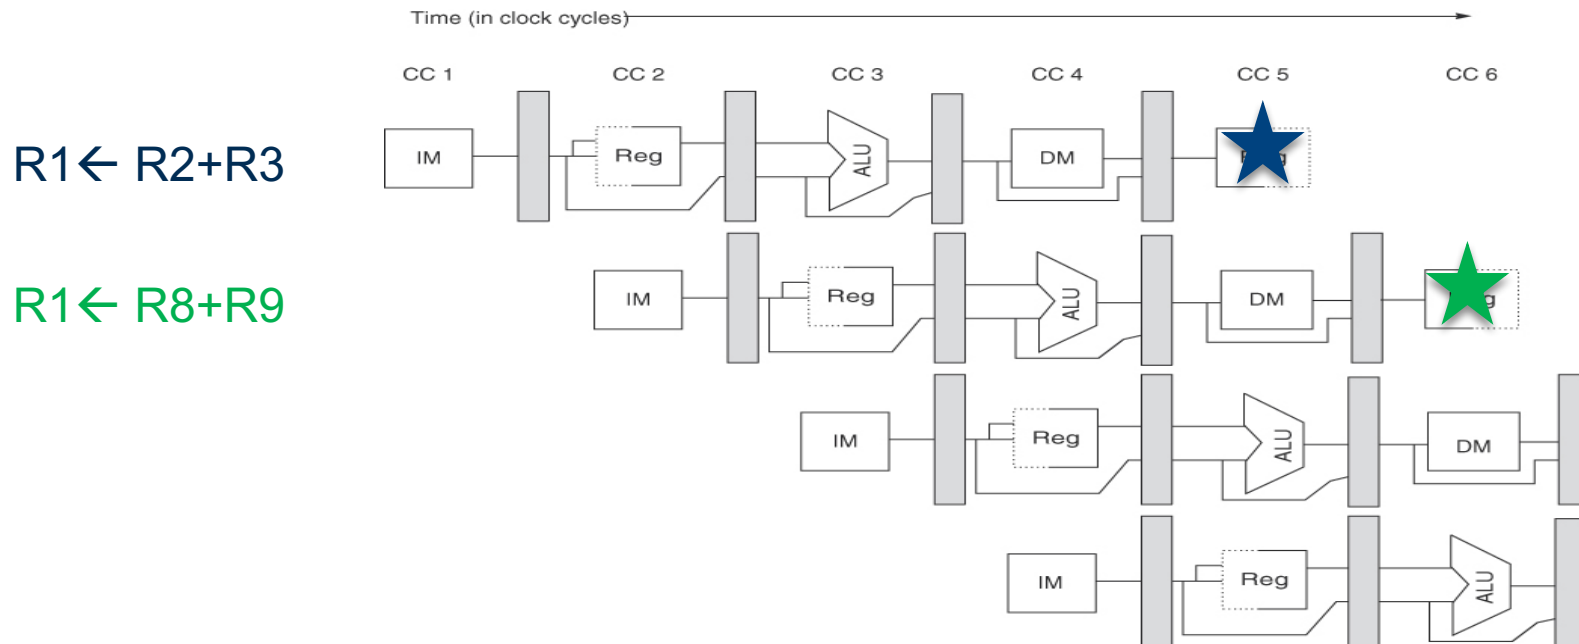 Time (in clock cycles)
CC 1 CC 2 CC 3 CC 4 CC 5 CC 6
R1← R2+R3 IM Reg ALU DM
R1← R8+R9 IM Reg ALU DM
IM Reg ALU DM
IM Reg ALU